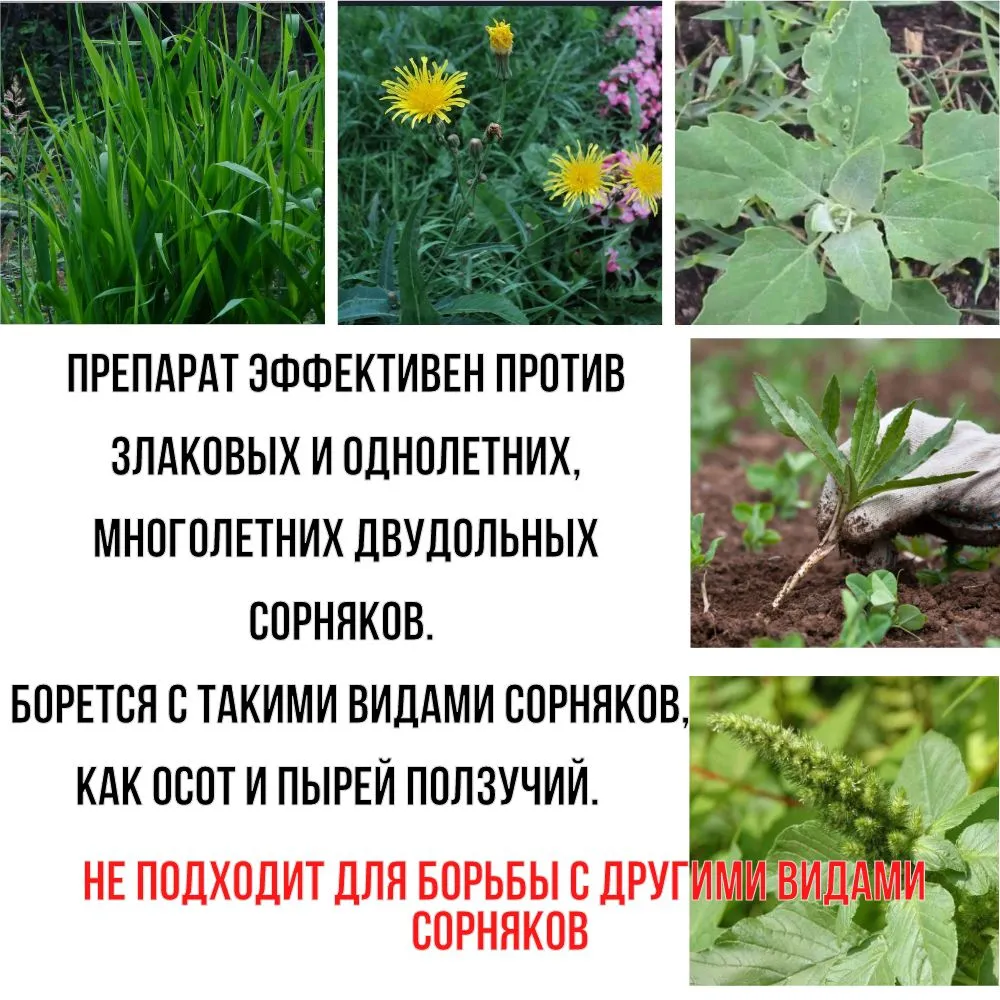 ПРЕПАРАТ ЭФФЕКТИВЕН ПРОТИВ
ЗЛАКОВЫХ И ОДНОЛЕТНИХ,
МНОГОЛЕТНИХ ДВУДОЛЬНЫХ
СОРНЯКОВ.
БОРЕТСЯ С ТАКИМИ ВИДАМИ СОРНЯКОВ,
КАК ОСОТ И ПЫРЕЙ ПОЛЗУЧИЙ.
НЕ ПОДХОДИТ ДЛЯ БОРЬБЫ С ДРУГИМИ ВИДАМИ
СОРНЯКОВ